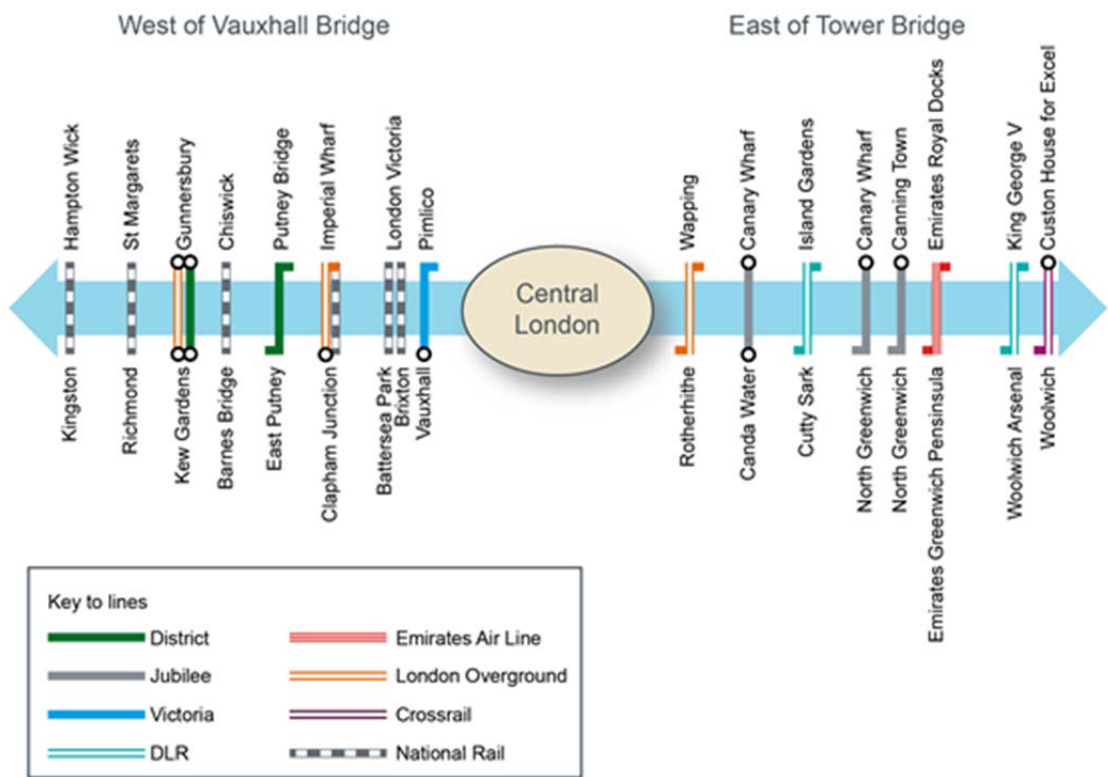 West of Vauxhall Bridge
East of Tower Bridge
Hampton Wick
St Margarets
Gunnersbury
Chiswick
Putney Bridge
Imperial Wharf
London Victoria
Pimlico
Wapping
Canary Wharf
Island Gardens
Canary Wharf
Canning Town
Emirates Royal Docks
King George V
Custon House for Excel
Central
London
Kingston
Richmond
Kew Gardens
Barnes Bridge
East Putney
Clapham Junction
Battersea Park
Brixton
Vauxhall
Rotherhithe
Canda Water
Cutty Sark
North Greenwich
North Greenwich
Emirates Greenwich Pensinsula
Woolwich Arsenal
Woolwich
Key to lines
District
Emirates Air Line
Jubilee
London Overground
Victoria
Crossrail
DLR
National Rail